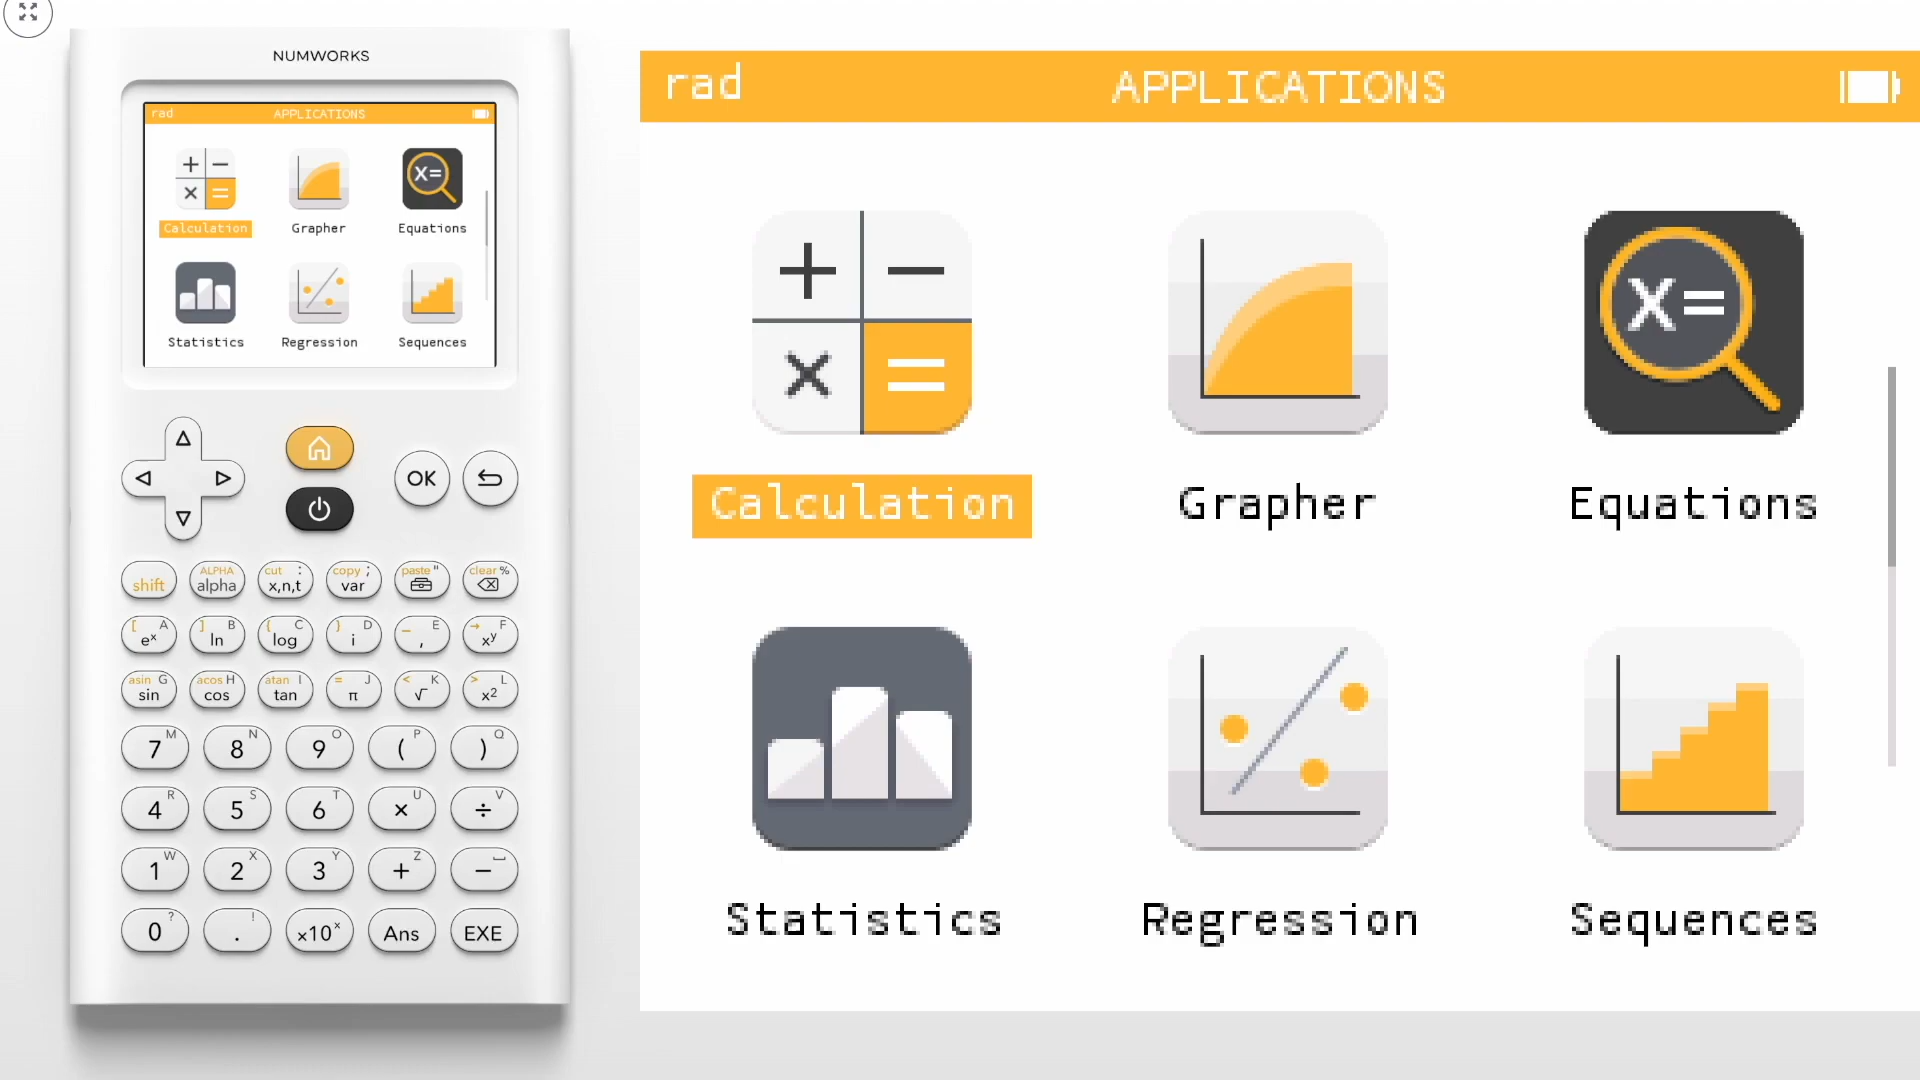 NUMWORKS
rad APPLICATIONS
Calculation Grapher Equations
Statistics Regression Sequences
OK
shift
ALPHA
alpha
cut :
x,n,t
copy ;
var
paste "
clear %
[ A
eˣ
] B
ln
{ C
log
} D
i
_ E
,
→ F
xʸ
asin G
sin
acos H
cos
atan I
tan
= J
π
< K
√
> L
x²
7 M
8 N
9 O
( P
) Q
4 R
5 S
6 T
× U
÷ V
1 W
2 X
3 Y
+ Z
−
0 ?
. !
×10ˣ
Ans
EXE
rad APPLICATIONS
+ −
× =
X=
Calculation Grapher Equations
Statistics Regression Sequences